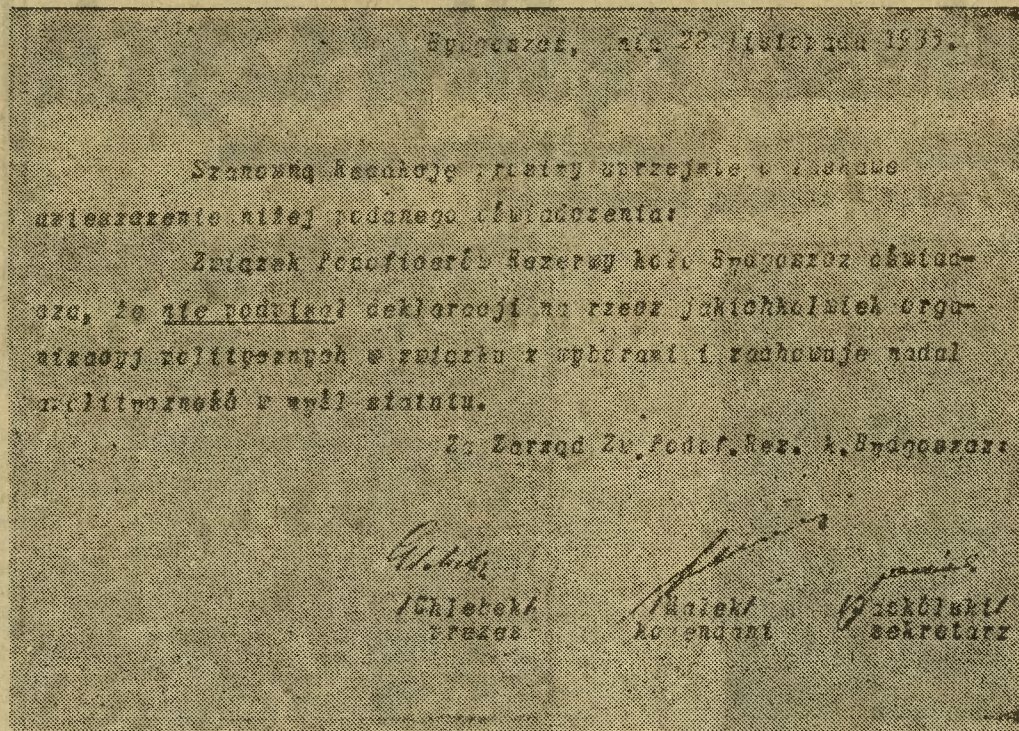 Bydgoszcz, dnia 22 listopada 1933.
Szanowną Redakcję prosimy uprzejmie o łaskawe
umieszczenie niżej podanego oświadczenia:
Związek Podoficerów Rezerwy koło Bydgoszcz oświad-
cza, że nie podpisał deklaracji na rzecz jakichkolwiek orga-
nizacyj politycznych w związku z wyborami i zachowuje nadal
apolityczność w myśl statutu.
Za Zarząd Zw.Podof.Rez. k.Bydgoszcz:
/Chlebek/ /Małek/
prezes komendant sekretarz